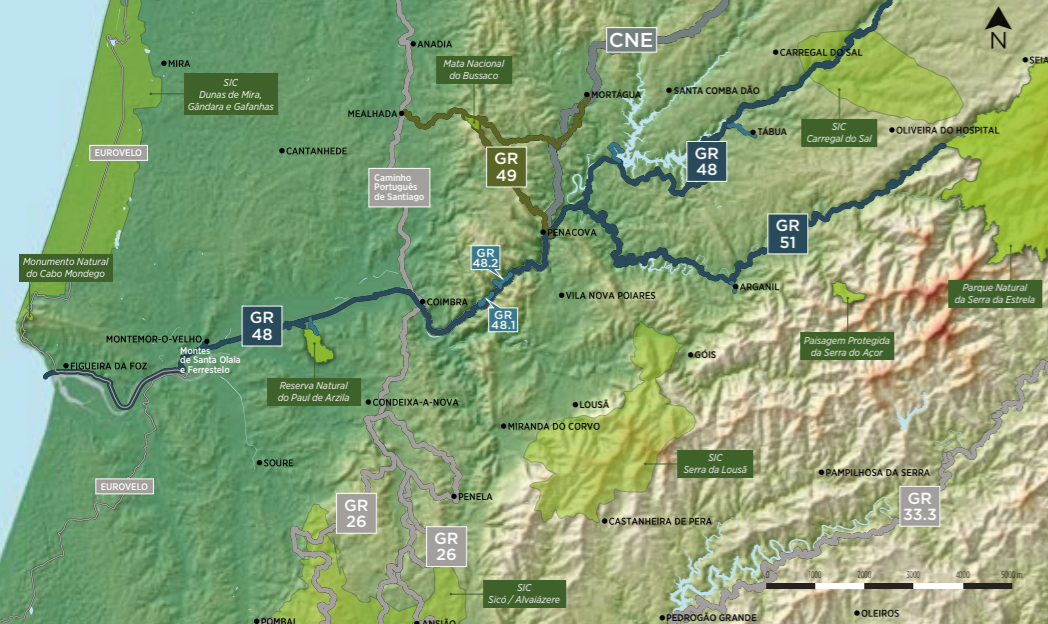 ANADIA
CNE
N
CARREGAL DO SAL
SEIA
MIRA
SIC
Dunas de Mira,
Gândara e Gafanhas
Mata Nacional
do Bussaco
MORTÁGUA
SANTA COMBA DÃO
MEALHADA
TÁBUA
SIC
Carregal do Sal
OLIVEIRA DO HOSPITAL
EUROVELO
CANTANHEDE
GR
49
GR
48
Caminho
Português
de Santiago
PENACOVA
GR
51
Monumento Natural
do Cabo Mondego
GR
48.2
ARGANIL
Parque Natural
da Serra da Estrela
COIMBRA
VILA NOVA POIARES
GR
48.1
GR
48
MONTEMOR-O-VELHO
Montes
de Santa Olaia
e Ferrestelo
Paisagem Protegida
da Serra do Açor
FIGUEIRA DA FOZ
GÓIS
Reserva Natural
do Paul de Arzila
CONDEIXA-A-NOVA
LOUSÃ
MIRANDA DO CORVO
SOURE
SIC
Serra da Lousã
PAMPILHOSA DA SERRA
EUROVELO
PENELA
GR
26
GR
33.3
CASTANHEIRA DE PERA
GR
26
0 1000 2000 3000 4000 5000 m
SIC
Sicó / Alvaiázere
OLEIROS
POMBAL
ANSIÃO
PEDROGÃO GRANDE